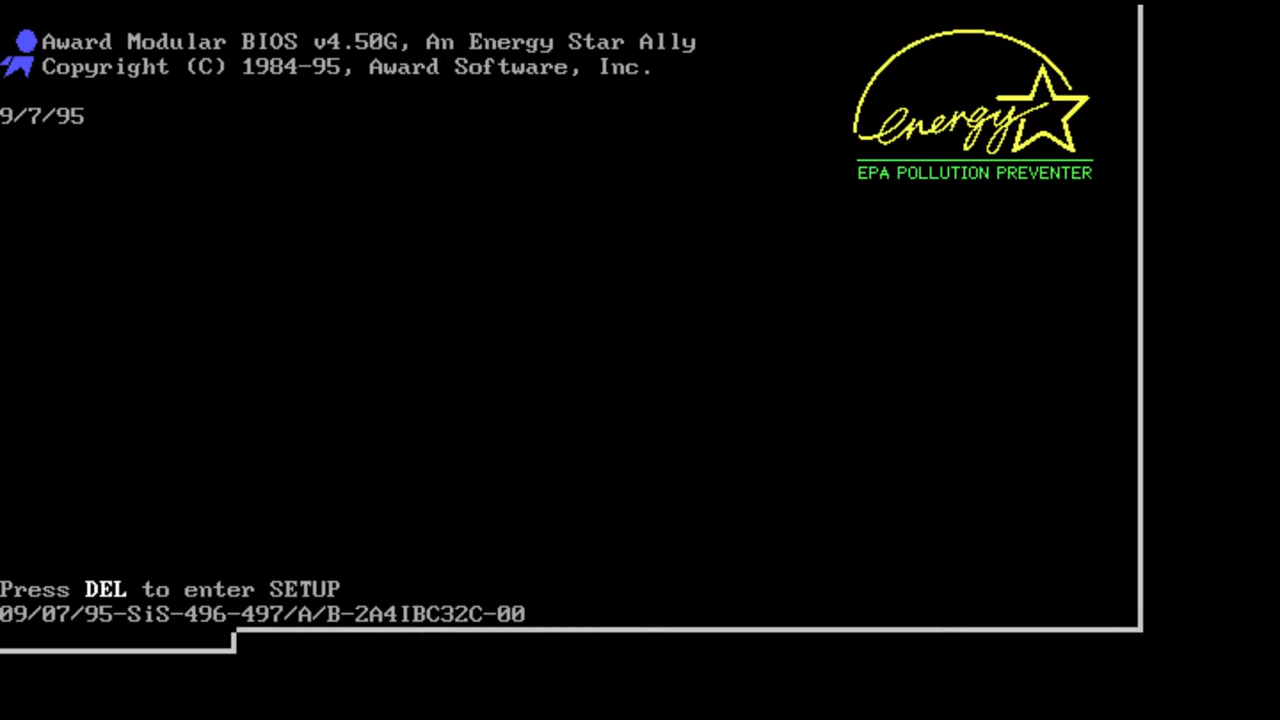 Award Modular BIOS v4.50G, An Energy Star Ally
Copyright (C) 1984-95, Award Software, Inc.
9/7/95
energy
EPA POLLUTION PREVENTER
Press DEL to enter SETUP
09/07/95-SiS-496-497/A/B-2A4IBC32C-00